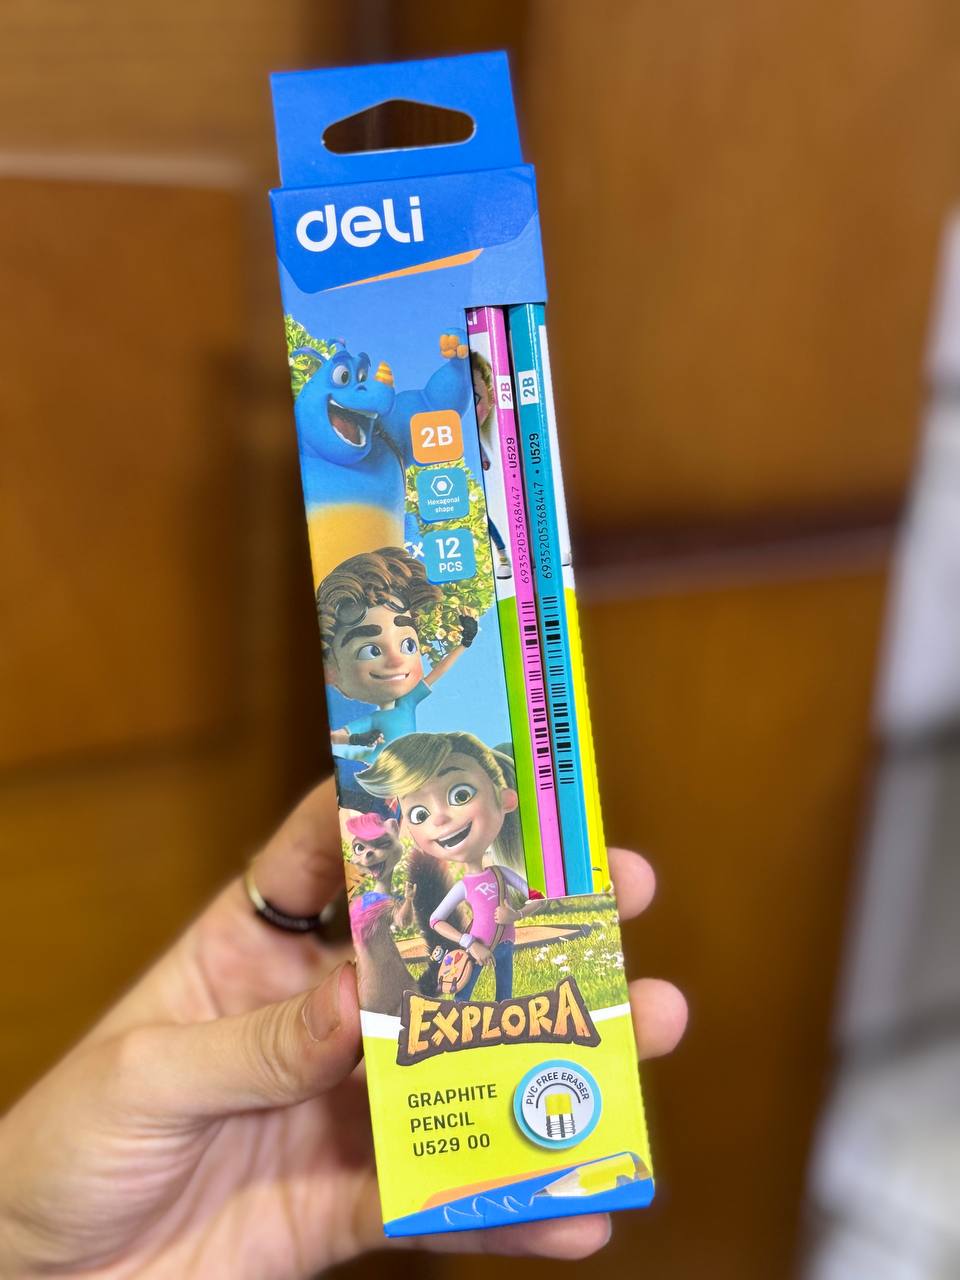 deli
2B
Hexagonal
shape
12
PCS
2B
6935205368447 • U529
2B
6935205368447 • U529
EXPLORA
GRAPHITE
PENCIL
U529 00
PVC FREE ERASER